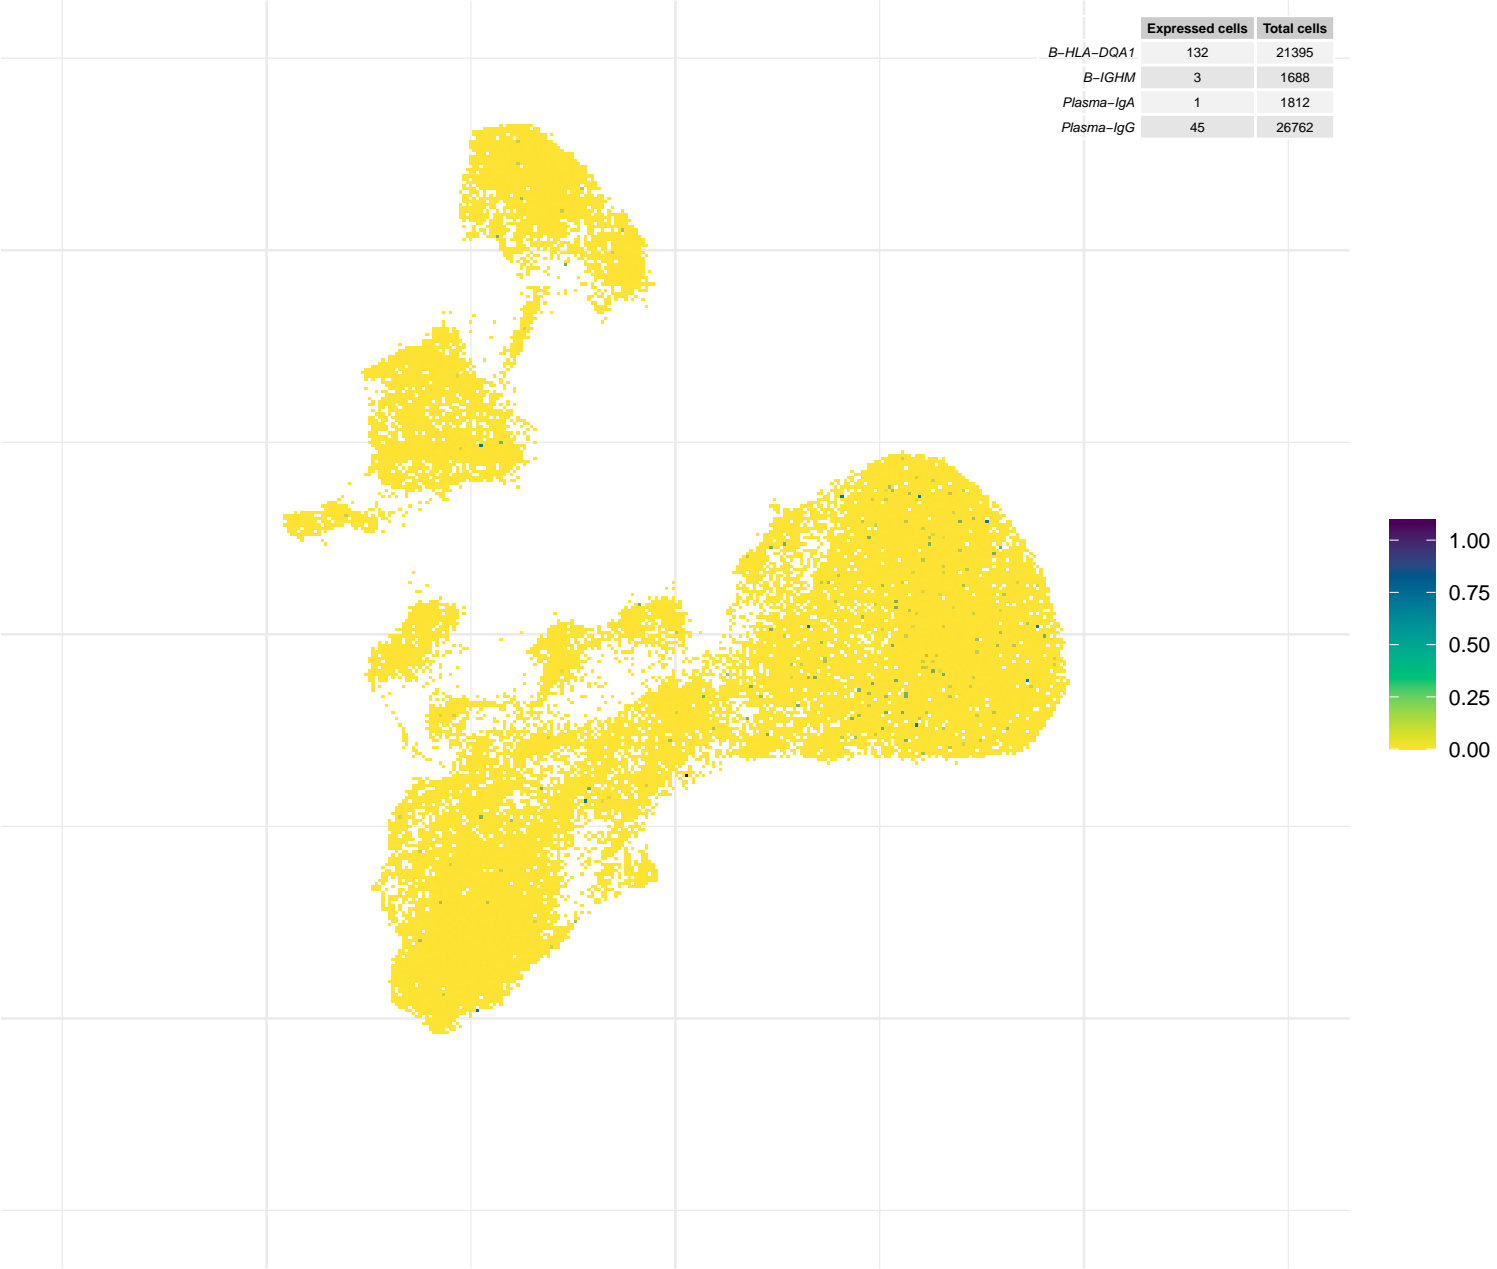 Expressed cells Total cells
B−HLA−DQA1 132 21395
B−IGHM 3 1688
Plasma−IgA 1 1812
Plasma−IgG 45 26762
1.00
0.75
0.50
0.25
0.00